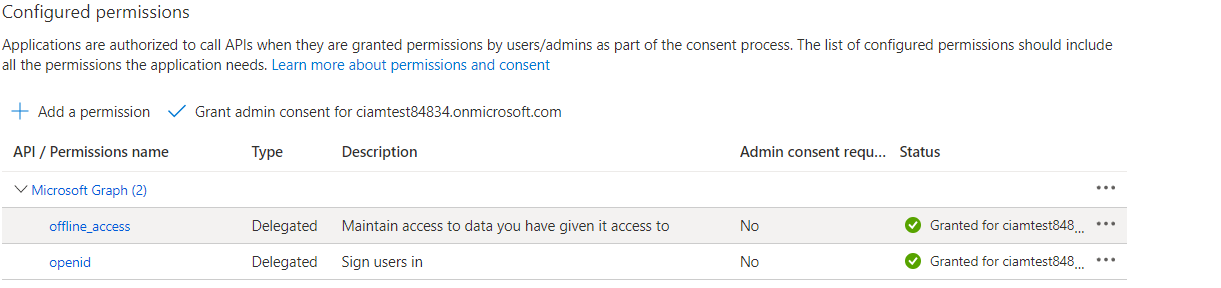 Configured permissions
Applications are authorized to call APIs when they are granted permissions by users/admins as part of the consent process. The list of configured permissions should include
all the permissions the application needs. Learn more about permissions and consent
Add a permission Grant admin consent for ciamtest84834.onmicrosoft.com
API / Permissions name Type Description Admin consent requ... Status
Microsoft Graph (2)
offline_access Delegated Maintain access to data you have given it access to No Granted for ciamtest848...
openid Delegated Sign users in No Granted for ciamtest848...